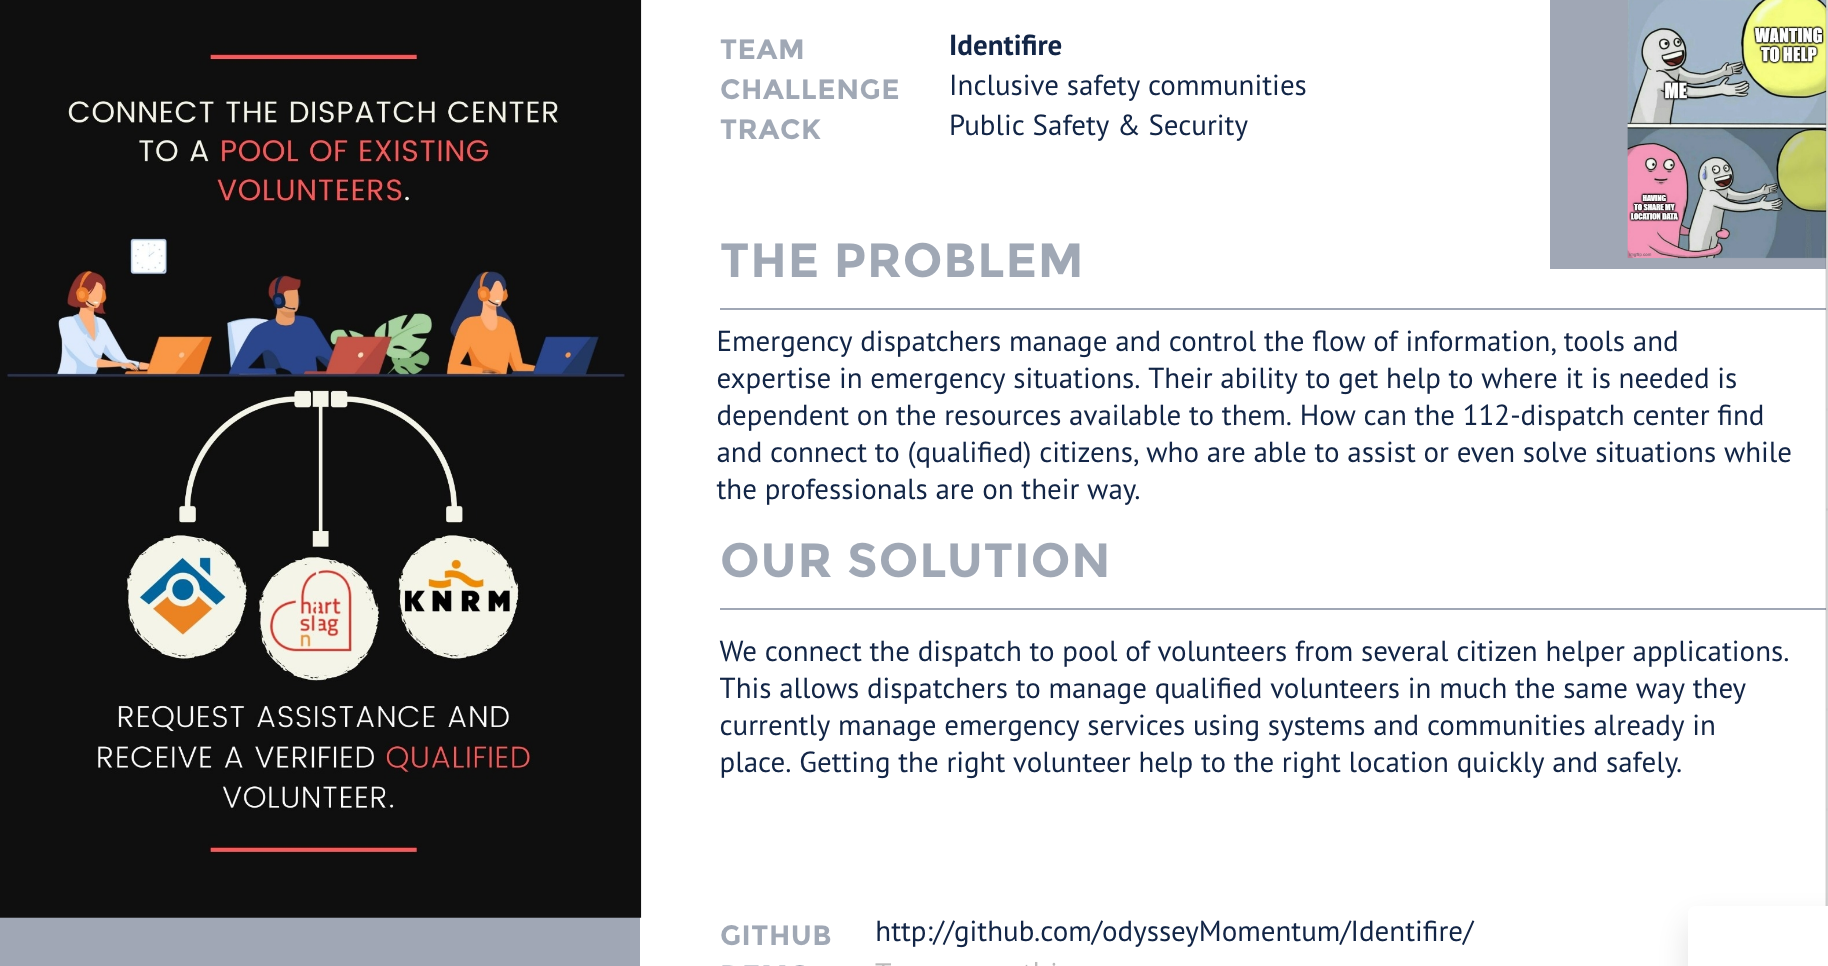 CONNECT THE DISPATCH CENTER
TO A POOL OF EXISTING
VOLUNTEERS.
hart
slag
n
KNRM
REQUEST ASSISTANCE AND
RECEIVE A VERIFIED QUALIFIED
VOLUNTEER.
TEAM Identifire
CHALLENGE Inclusive safety communities
TRACK Public Safety & Security
WANTING
TO HELP
ME
HAVING
TO SHARE MY
LOCATION DATA
imgflip.com
THE PROBLEM
Emergency dispatchers manage and control the flow of information, tools and
expertise in emergency situations. Their ability to get help to where it is needed is
dependent on the resources available to them. How can the 112-dispatch center find
and connect to (qualified) citizens, who are able to assist or even solve situations while
the professionals are on their way.
OUR SOLUTION
We connect the dispatch to pool of volunteers from several citizen helper applications.
This allows dispatchers to manage qualified volunteers in much the same way they
currently manage emergency services using systems and communities already in
place. Getting the right volunteer help to the right location quickly and safely.
GITHUB http://github.com/odysseyMomentum/Identifire/